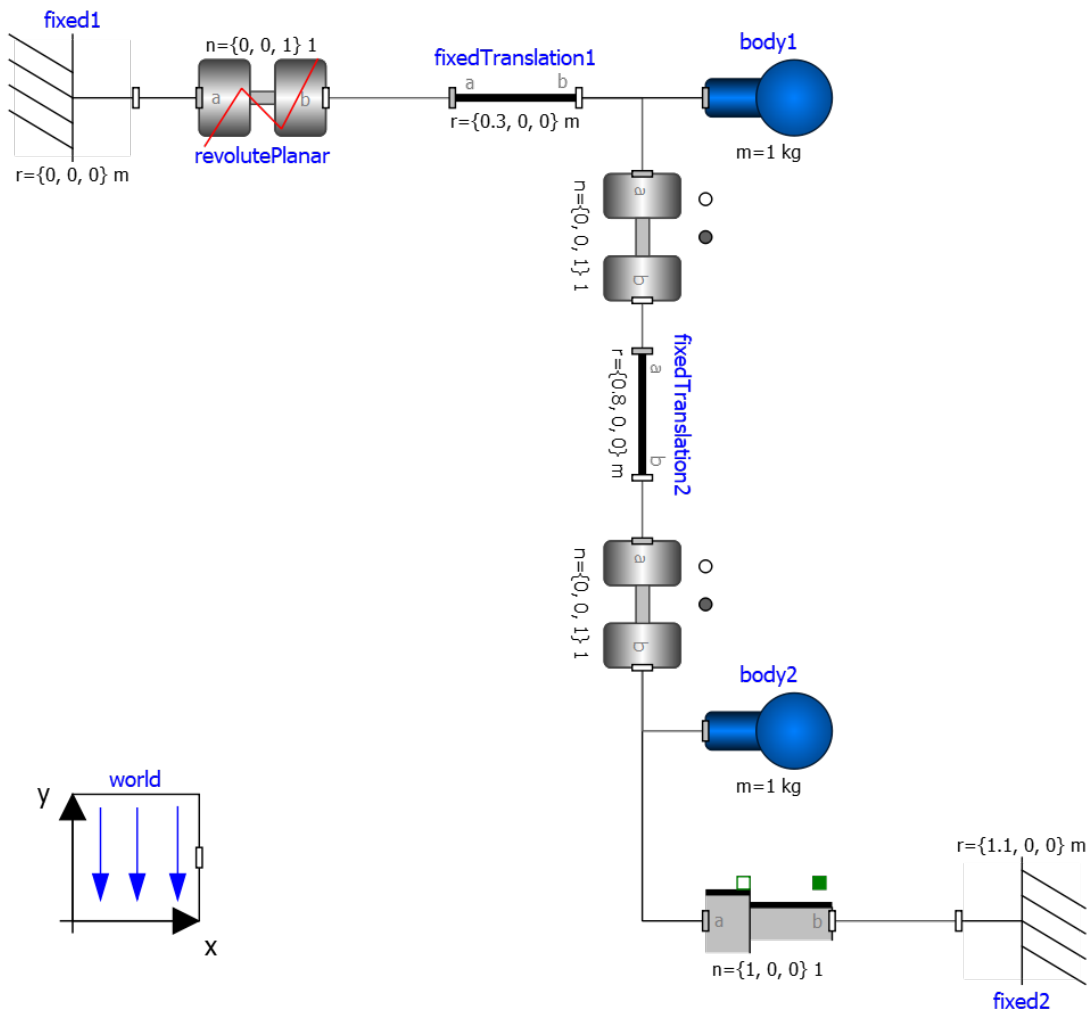 fixed1
n={0, 0, 1} 1
a
b
revolutePlanar
r={0, 0, 0} m
fixedTranslation1
a
b
r={0.3, 0, 0} m
body1
m=1 kg
n={0, 0, 1} 1
a
b
fixedTranslation2
r={0.8, 0, 0} m
a
b
n={0, 0, 1} 1
a
b
body2
m=1 kg
world
y
x
r={1.1, 0, 0} m
a
b
n={1, 0, 0} 1
fixed2